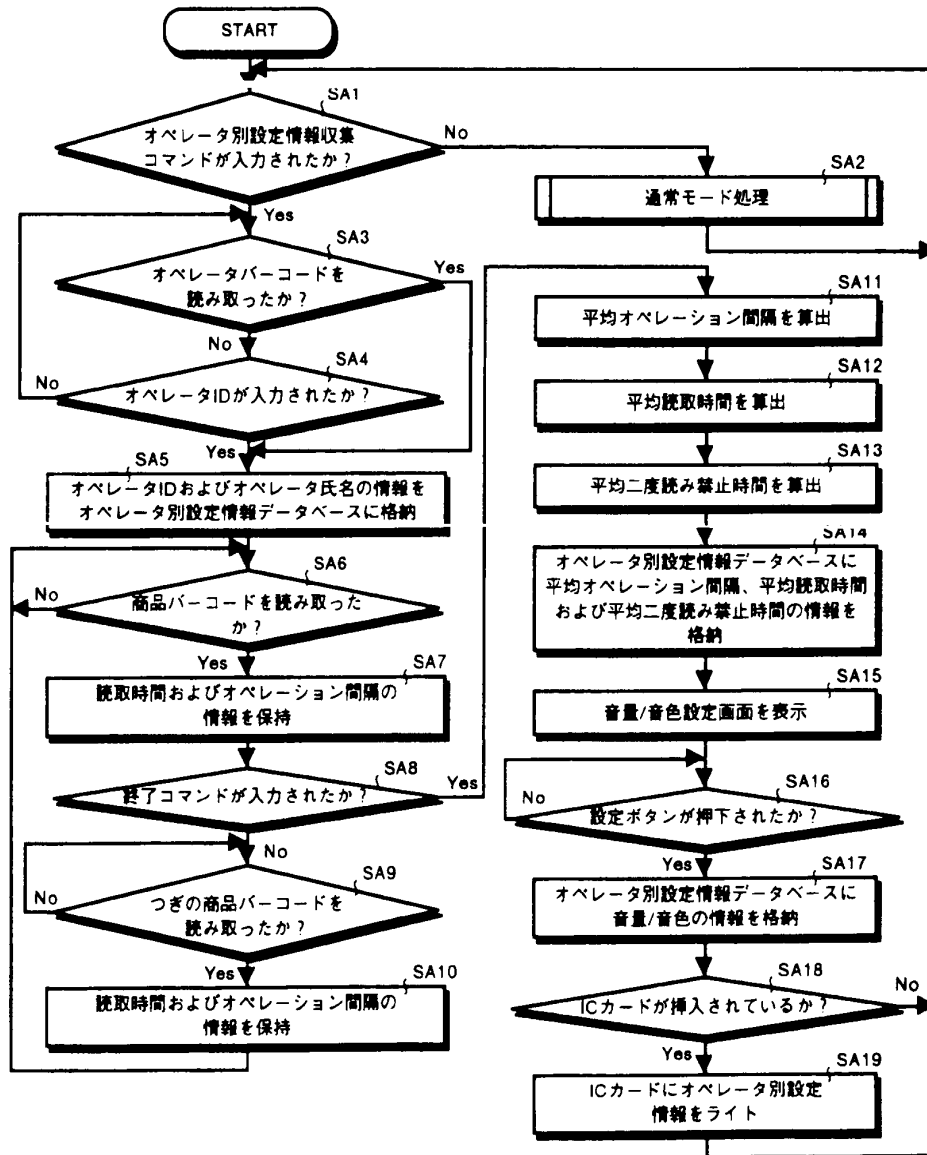 START
SA1
オペレータ別設定情報収集
コマンドが入力されたか？
No
Yes
SA2
通常モード処理
SA3
オペレータバーコードを
読み取ったか？
Yes
No
SA4
オペレータIDが入力されたか？
No
Yes
SA5
オペレータIDおよびオペレータ氏名の情報を
オペレータ別設定情報データベースに格納
SA6
商品バーコードを読み取った
か？
No
Yes
SA7
読取時間およびオペレーション間隔の
情報を保持
SA8
終了コマンドが入力されたか？
Yes
No
SA9
つぎの商品バーコードを
読み取ったか？
No
Yes
SA10
読取時間およびオペレーション間隔の
情報を保持
SA11
平均オペレーション間隔を算出
SA12
平均読取時間を算出
SA13
平均二度読み禁止時間を算出
SA14
オペレータ別設定情報データベースに
平均オペレーション間隔、平均読取時間
および平均二度読み禁止時間の情報を
格納
SA15
音量/音色設定画面を表示
SA16
設定ボタンが押下されたか？
No
Yes
SA17
オペレータ別設定情報データベースに
音量/音色の情報を格納
SA18
ICカードが挿入されているか？
No
Yes
SA19
ICカードにオペレータ別設定
情報をライト